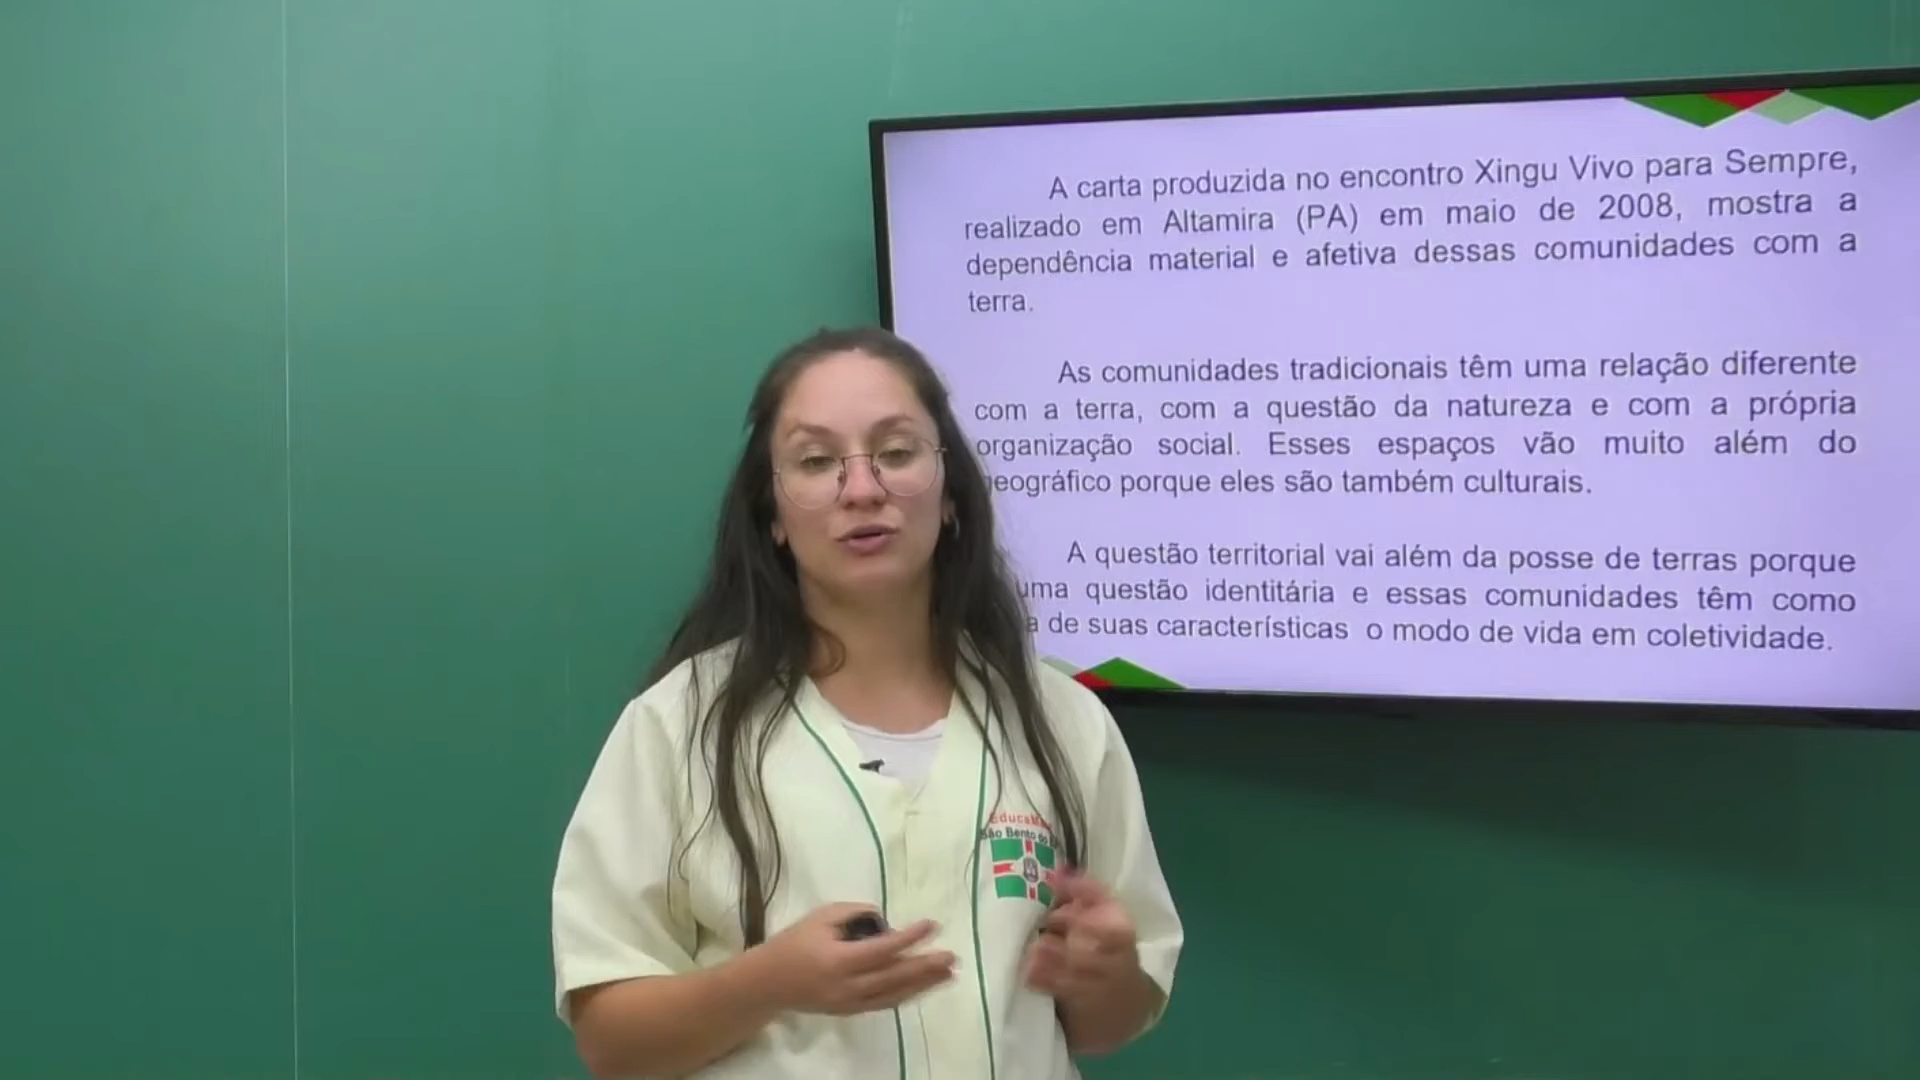 A carta produzida no encontro Xingu Vivo para Sempre,
realizado em Altamira (PA) em maio de 2008, mostra a
dependência material e afetiva dessas comunidades com a
terra.
As comunidades tradicionais têm uma relação diferente
com a terra, com a questão da natureza e com a própria
organização social. Esses espaços vão muito além do
eográfico porque eles são também culturais.
A questão territorial vai além da posse de terras porque
uma questão identitária e essas comunidades têm como
a de suas características o modo de vida em coletividade.
São Bento do